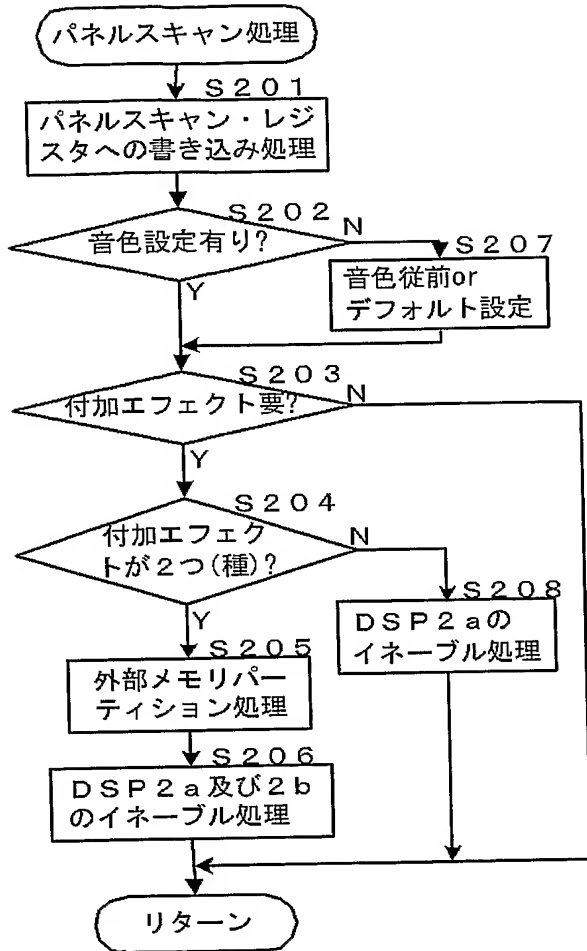 パネルスキャン処理
S201
パネルスキャン・レジ
スタへの書き込み処理
S202
音色設定有り?
N
Y
S207
音色従前or
デフォルト設定
S203
付加エフェクト要?
N
Y
S204
付加エフェク
トが2つ(種)?
N
Y
S208
DSP2aの
イネーブル処理
S205
外部メモリパー
ティション処理
S206
DSP2a及び2b
のイネーブル処理
リターン